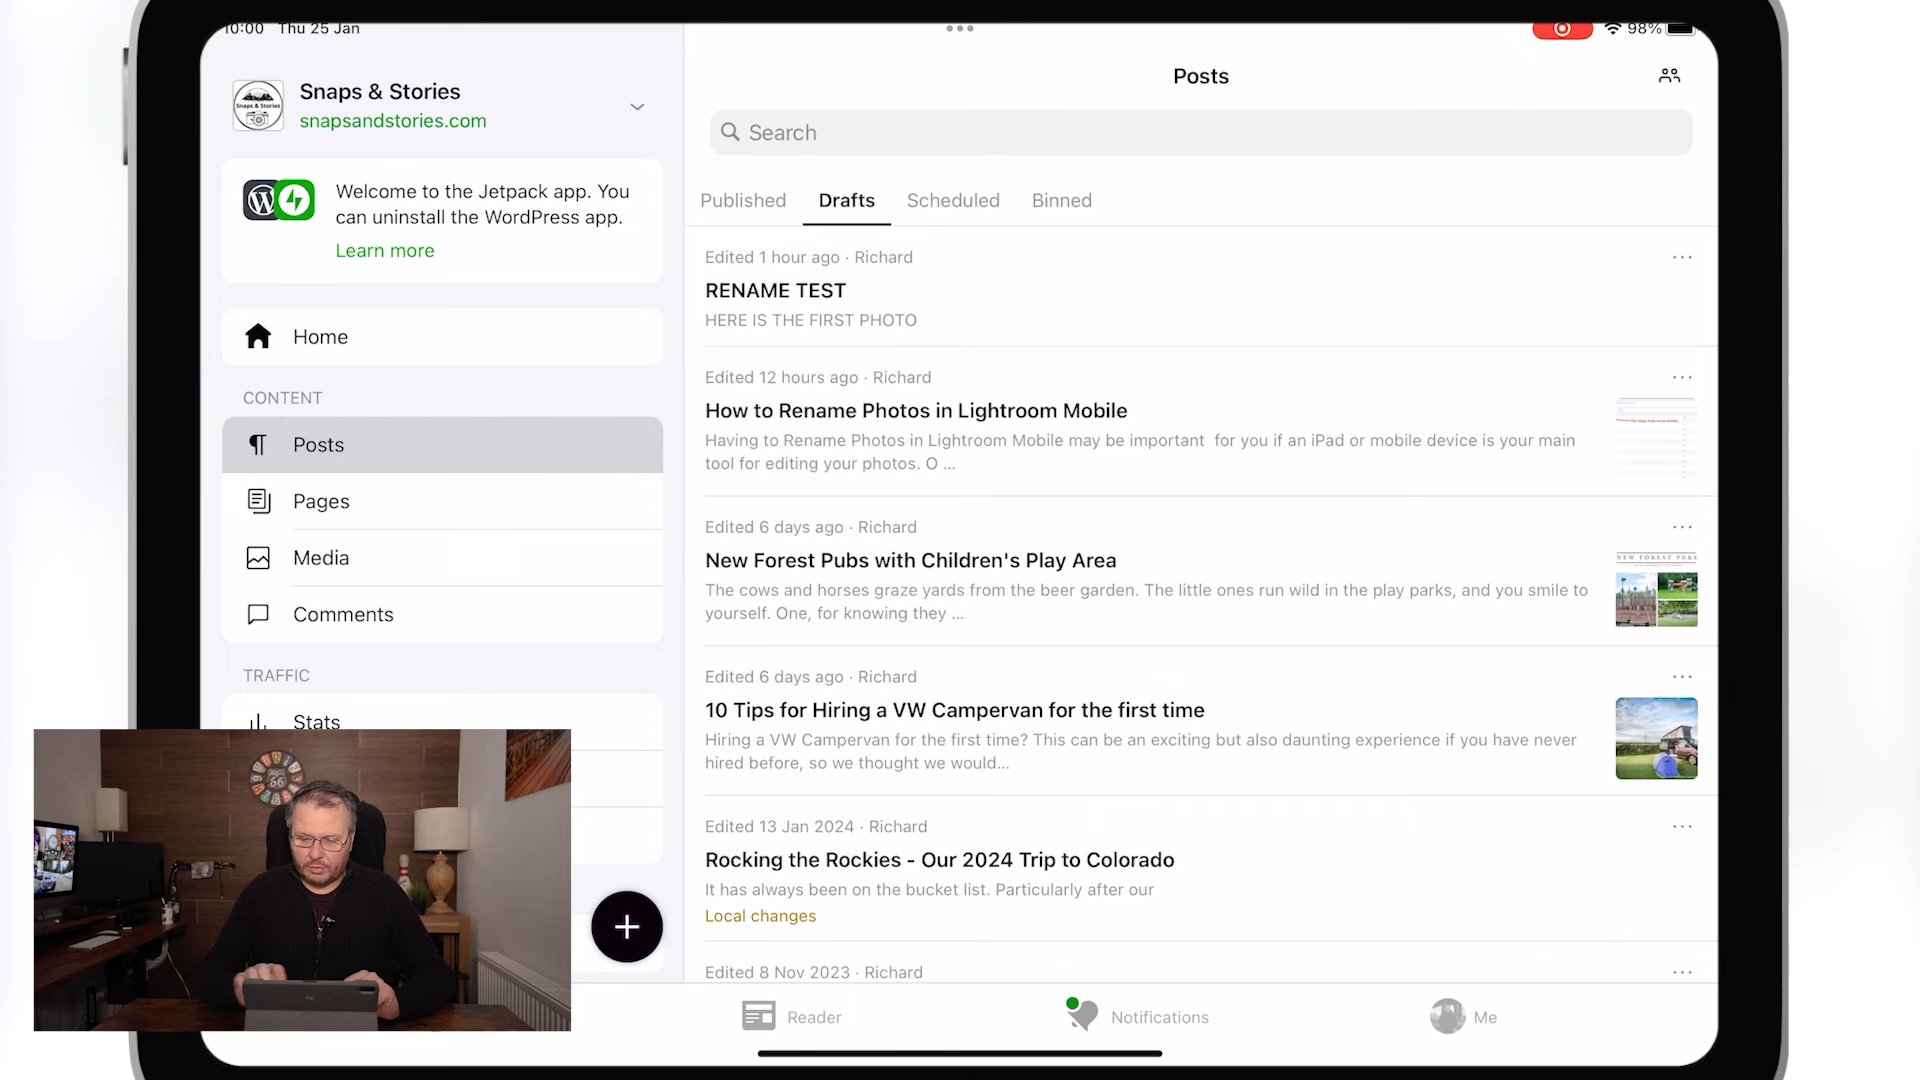 10:00 Thu 25 Jan
98%
Snaps & Stories
Snaps & Stories
snapsandstories.com
Welcome to the Jetpack app. You
can uninstall the WordPress app.
Learn more
Home
CONTENT
Posts
Pages
Media
Comments
TRAFFIC
Stats
Posts
Search
Published Drafts Scheduled Binned
Edited 1 hour ago · Richard
RENAME TEST
HERE IS THE FIRST PHOTO
Edited 12 hours ago · Richard
How to Rename Photos in Lightroom Mobile
Having to Rename Photos in Lightroom Mobile may be important for you if an iPad or mobile device is your main
tool for editing your photos. O ...
Edited 6 days ago · Richard
New Forest Pubs with Children's Play Area
The cows and horses graze yards from the beer garden. The little ones run wild in the play parks, and you smile to
yourself. One, for knowing they ...
NEW FOREST PUBS
Edited 6 days ago · Richard
10 Tips for Hiring a VW Campervan for the first time
Hiring a VW Campervan for the first time? This can be an exciting but also daunting experience if you have never
hired before, so we thought we would...
Edited 13 Jan 2024 · Richard
Rocking the Rockies - Our 2024 Trip to Colorado
It has always been on the bucket list. Particularly after our
Local changes
Edited 8 Nov 2023 · Richard
Reader
Notifications
Me
66